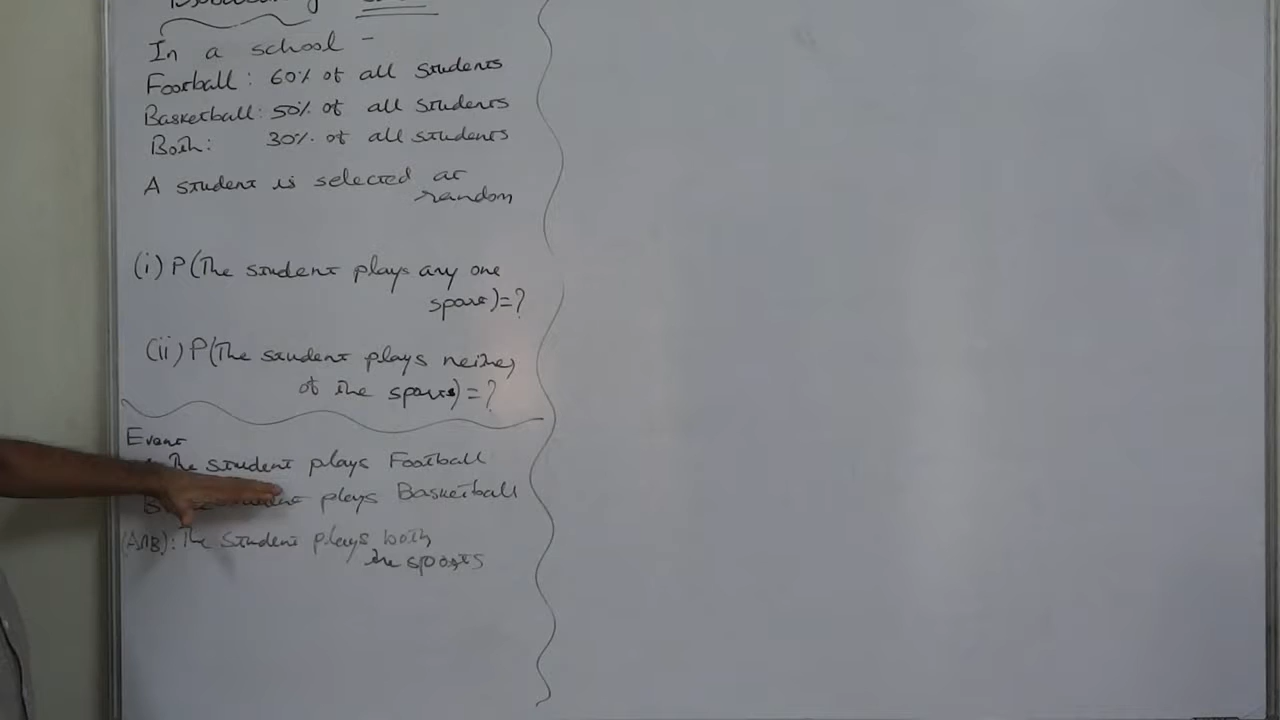 In a school -
Football: 60% of all students
Basketball: 50% of all students
Both: 30% of all students
A student is selected at
random
(i) P(The student plays any one
sport)=?
(ii) P(The student plays neither
of the sports)=?
Event
The student plays Football
B plays Basketball
(A∩B): The student plays both
the sports